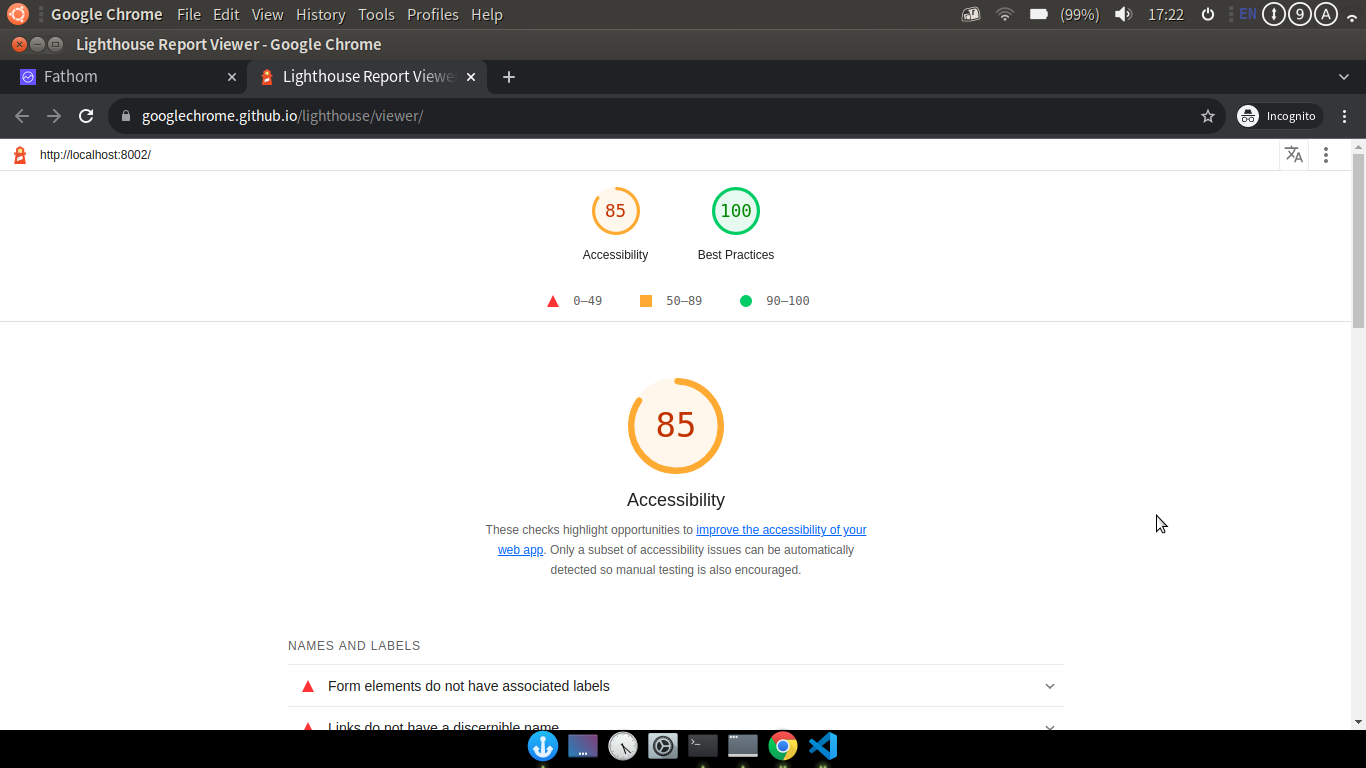 Google Chrome File Edit View History Tools Profiles Help (99%) 17:22 EN 9 A
Lighthouse Report Viewer - Google Chrome
Fathom Lighthouse Report Viewe
googlechrome.github.io/lighthouse/viewer/ Incognito
http://localhost:8002/
85 100
Accessibility Best Practices
0–49 50–89 90–100
85
Accessibility
These checks highlight opportunities to improve the accessibility of your
web app. Only a subset of accessibility issues can be automatically
detected so manual testing is also encouraged.
NAMES AND LABELS
Form elements do not have associated labels
Links do not have a discernible name